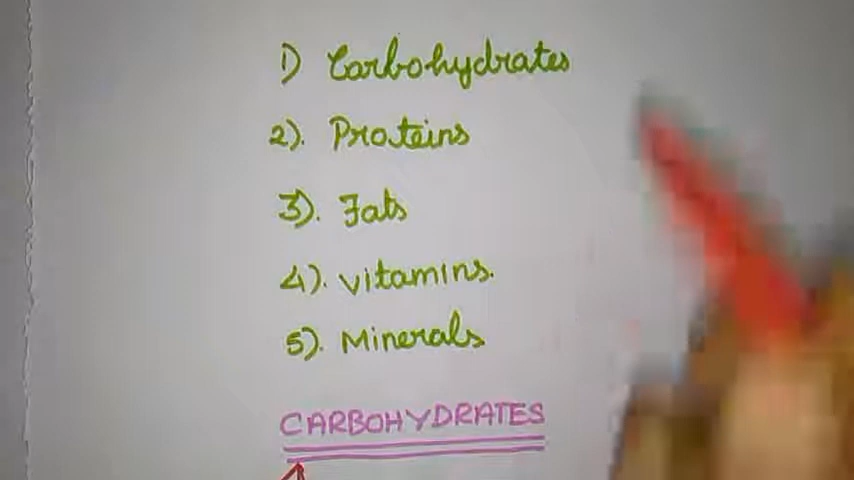 1) Carbohydrates
2). Proteins
3). Fats
4). Vitamins.
5). Minerals
CARBOHYDRATES